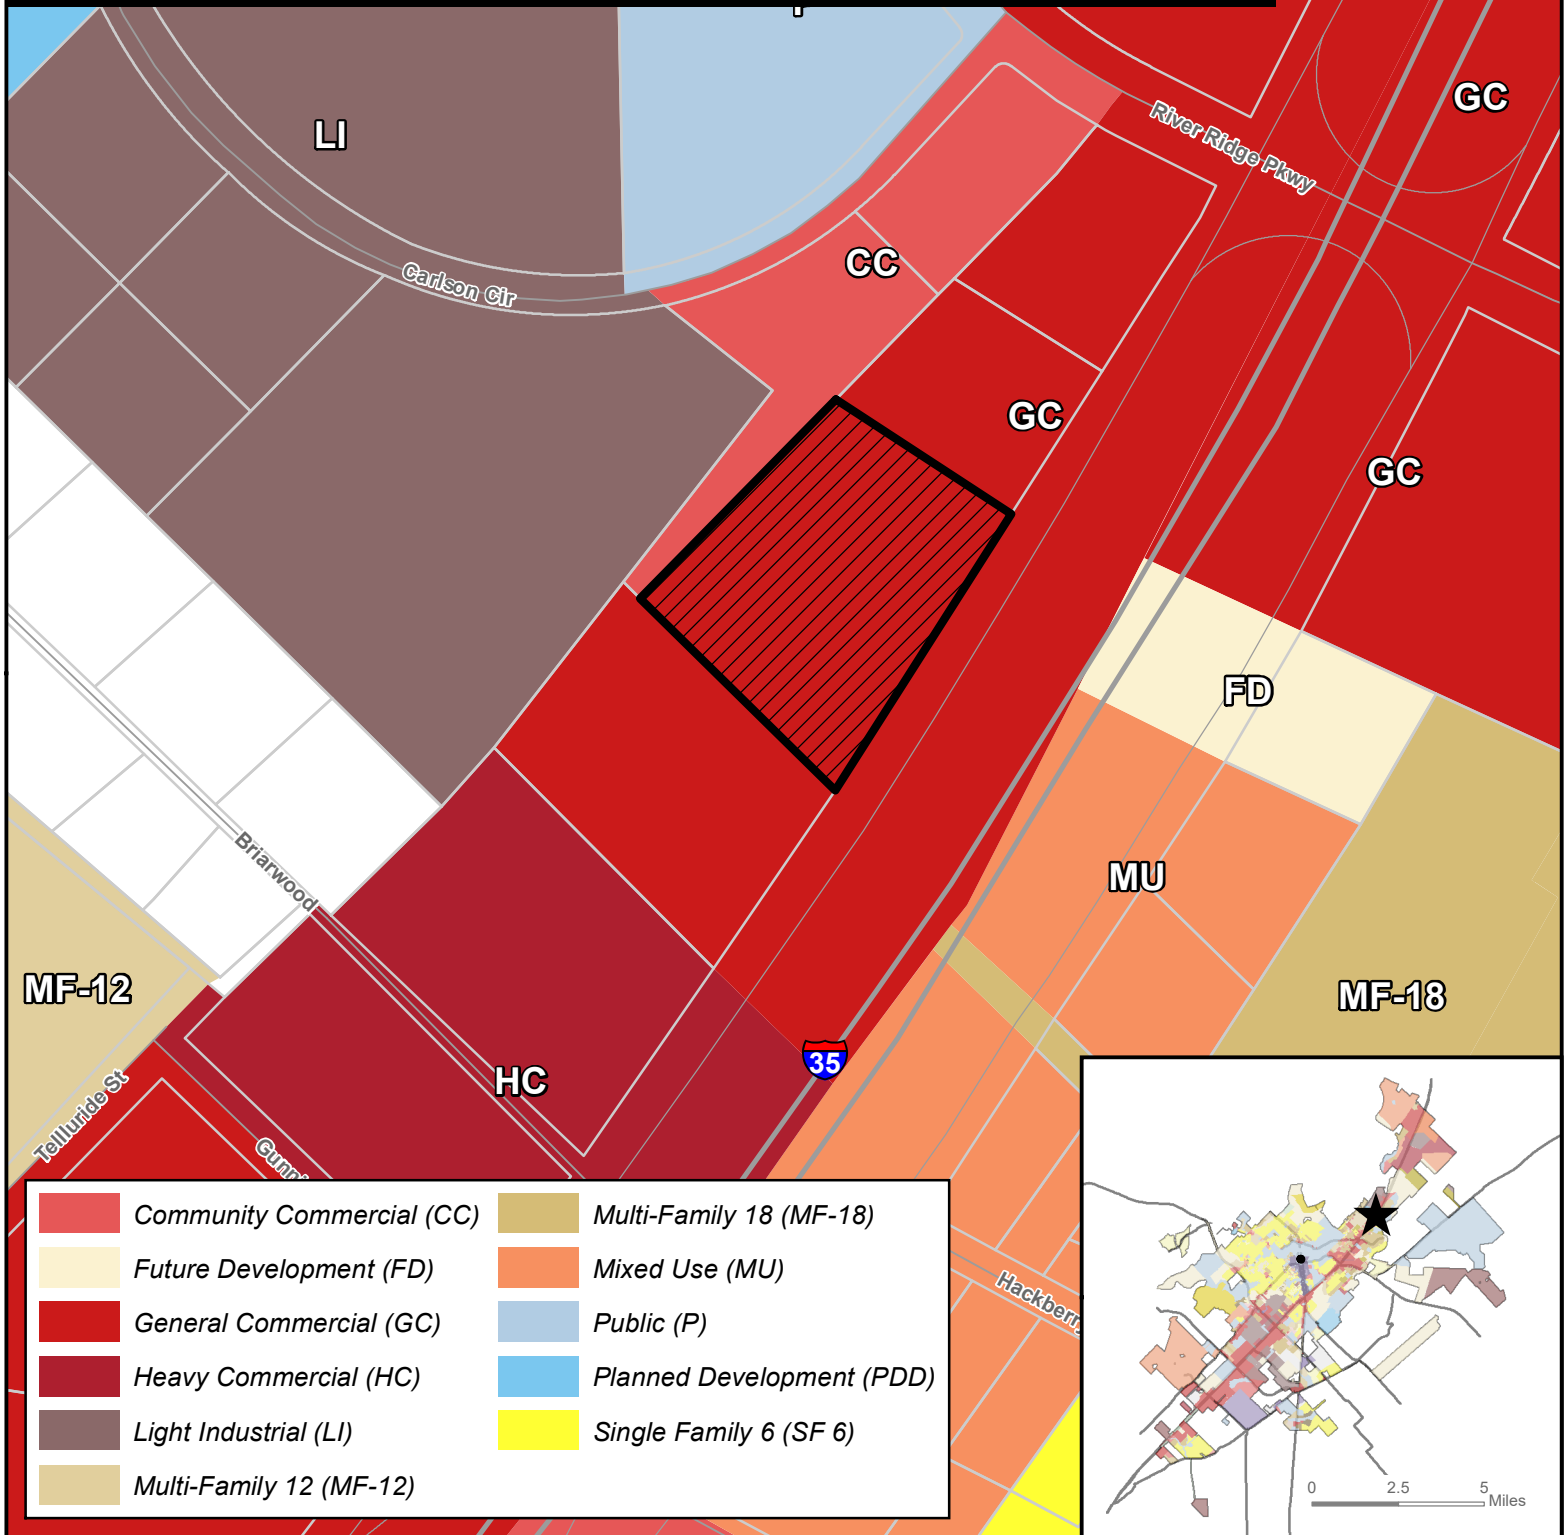 LI
GC
River Ridge Pkwy
CC
Carlson Cir
GC
GC
FD
Briarwood
MU
MF-12
MF-18
35
HC
Tellluride St
Gunni
Hackberry
Community Commercial (CC)
Future Development (FD)
General Commercial (GC)
Heavy Commercial (HC)
Light Industrial (LI)
Multi-Family 12 (MF-12)
Multi-Family 18 (MF-18)
Mixed Use (MU)
Public (P)
Planned Development (PDD)
Single Family 6 (SF 6)
0 2.5 5
Miles